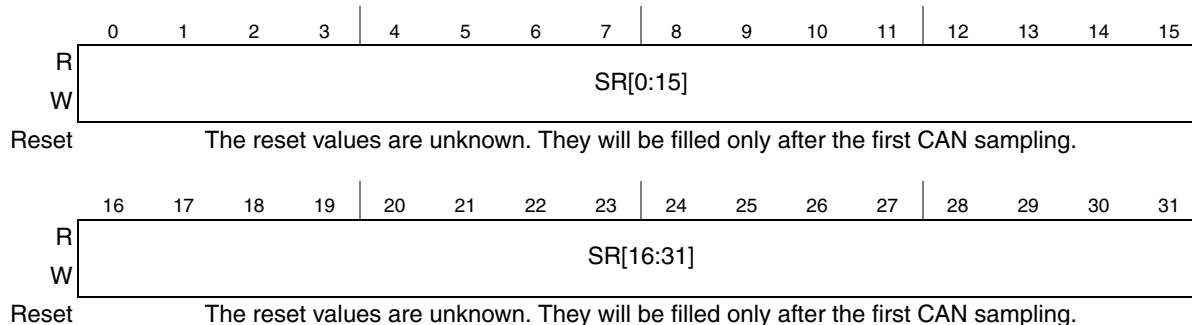 0 1 2 3 4 5 6 7 8 9 10 11 12 13 14 15
R
SR[0:15]
W
Reset The reset values are unknown. They will be filled only after the first CAN sampling.
16 17 18 19 20 21 22 23 24 25 26 27 28 29 30 31
R
SR[16:31]
W
Reset The reset values are unknown. They will be filled only after the first CAN sampling.